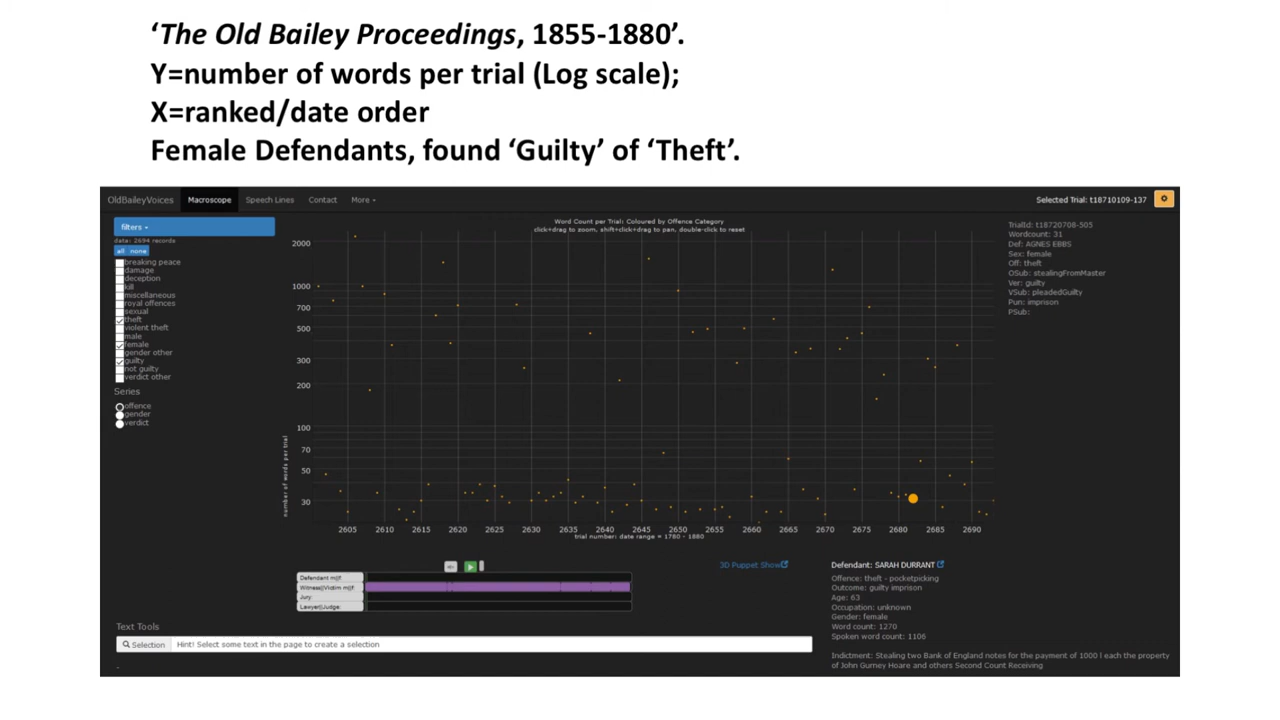 ‘The Old Bailey Proceedings, 1855-1880’.
Y=number of words per trial (Log scale);
X=ranked/date order
Female Defendants, found ‘Guilty’ of ‘Theft’.
OldBaileyVoices Macroscope Speech Lines Contact More
Selected Trial: t18710109-137
filters
data: 2694 records
all none
breaking peace
damage
deception
kill
miscellaneous
royal offences
sexual
theft
violent theft
male
female
gender other
guilty
not guilty
verdict other
Series
offence
gender
verdict
Word Count per Trial: Coloured by Offence Category
click+drag to zoom, shift+click+drag to pan, double-click to reset
2000
1000
700
500
300
200
100
70
50
30
number of words per trial
2605 2610 2615 2620 2625 2630 2635 2640 2645 2650 2655 2660 2665 2670 2675 2680 2685 2690
trial number: date range = 1780 - 1880
TrialId: t18720708-505
Wordcount: 31
Def: AGNES EBBS
Sex: female
Off: theft
OSub: stealingFromMaster
Ver: guilty
VSub: pleadedGuilty
Pun: imprison
PSub:
3D Puppet Show
Defendant m|f:
Witness|Victim m|f:
Jury:
Lawyer|Judge:
Defendant: SARAH DURRANT
Offence: theft - pocketpicking
Outcome: guilty imprison
Age: 63
Occupation: unknown
Gender: female
Word count: 1270
Spoken word count: 1106
Indictment: Stealing two Bank of England notes for the payment of 1000 l each the property
of John Gurney Hoare and others Second Count Receiving
Text Tools
Selection Hint! Select some text in the page to create a selection